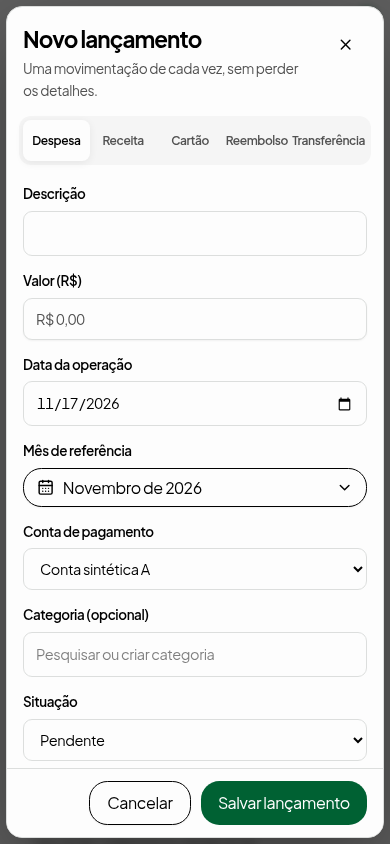 Novo lançamento
Uma movimentação de cada vez, sem perder
os detalhes.
Despesa Receita Cartão Reembolso Transferência
Descrição
Valor (R$)
R$ 0,00
Data da operação
11/17/2026
Mês de referência
Novembro de 2026
Conta de pagamento
Conta sintética A
Categoria (opcional)
Pesquisar ou criar categoria
Situação
Pendente
Cancelar Salvar lançamento